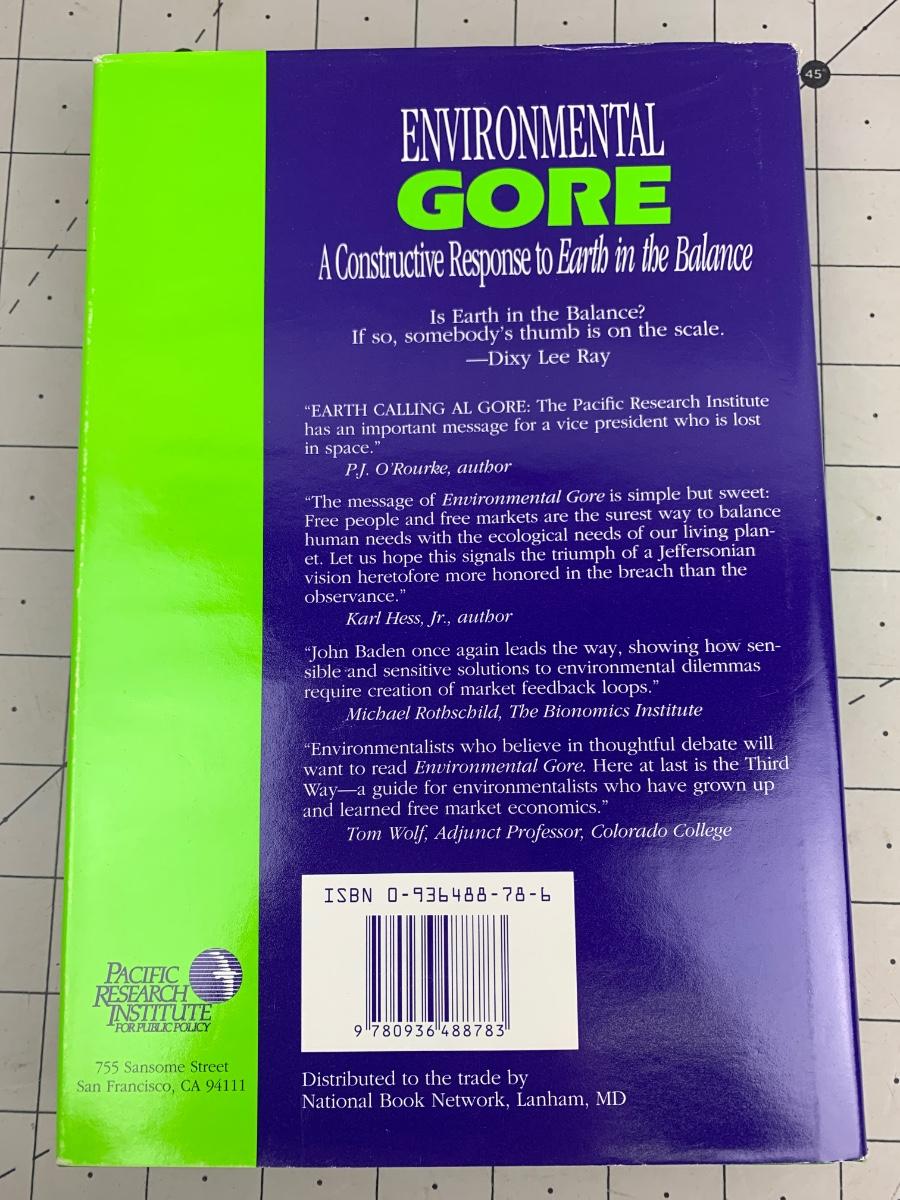 45°
ENVIRONMENTAL
GORE
A Constructive Response to Earth in the Balance
Is Earth in the Balance?
If so, somebody's thumb is on the scale.
—Dixy Lee Ray
“EARTH CALLING AL GORE: The Pacific Research Institute
has an important message for a vice president who is lost
in space.”
P.J. O'Rourke, author
“The message of Environmental Gore is simple but sweet:
Free people and free markets are the surest way to balance
human needs with the ecological needs of our living plan-
et. Let us hope this signals the triumph of a Jeffersonian
vision heretofore more honored in the breach than the
observance.”
Karl Hess, Jr., author
“John Baden once again leads the way, showing how sen-
sible and sensitive solutions to environmental dilemmas
require creation of market feedback loops.”
Michael Rothschild, The Bionomics Institute
“Environmentalists who believe in thoughtful debate will
want to read Environmental Gore. Here at last is the Third
Way—a guide for environmentalists who have grown up
and learned free market economics.”
Tom Wolf, Adjunct Professor, Colorado College
ISBN 0-936488-78-6
9 780936 488783
PACIFIC
RESEARCH
INSTITUTE
FOR PUBLIC POLICY
755 Sansome Street
San Francisco, CA 94111
Distributed to the trade by
National Book Network, Lanham, MD